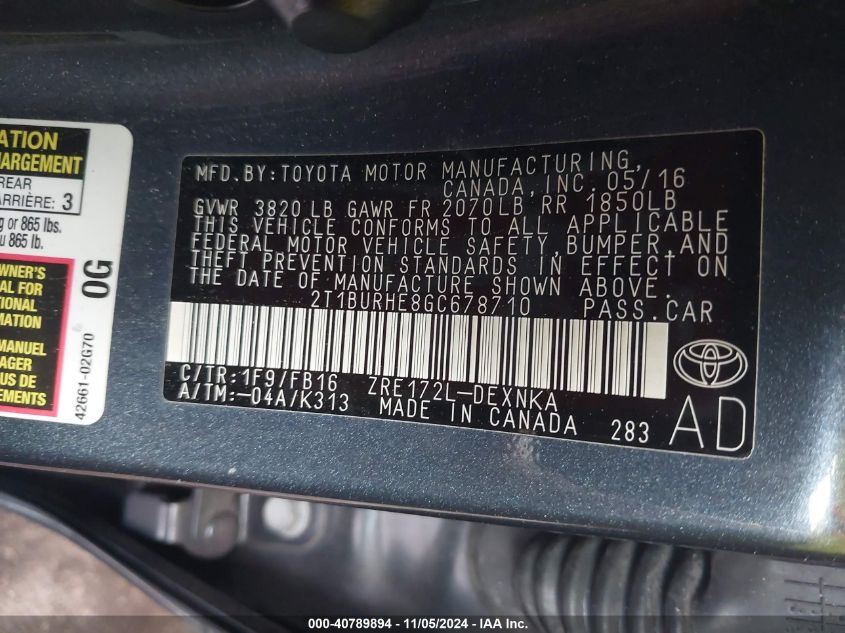 ATION
HARGEMENT
REAR
ARRIÈRE: 3
g or 865 lbs.
u 865 lb.
WNER'S
AL FOR
TIONAL
RMATION
MANUEL
AGER
US DE
EMENTS
0G
42661-02G70
MFD. BY: TOYOTA MOTOR MANUFACTURING,
CANADA, INC. 05/16
GVWR 3820 LB GAWR FR 2070LB RR 1850LB
THIS VEHICLE CONFORMS TO ALL APPLICABLE
FEDERAL MOTOR VEHICLE SAFETY, BUMPER, AND
THEFT PREVENTION STANDARDS IN EFFECT ON
THE DATE OF MANUFACTURE SHOWN ABOVE.
2T1BURHE8GC678710 PASS.CAR
C/TR: 1F9/FB16 ZRE172L-DEXNKA
A/TM: -04A/K313 MADE IN CANADA 283
AD
000-40789894 - 11/05/2024 - IAA Inc.